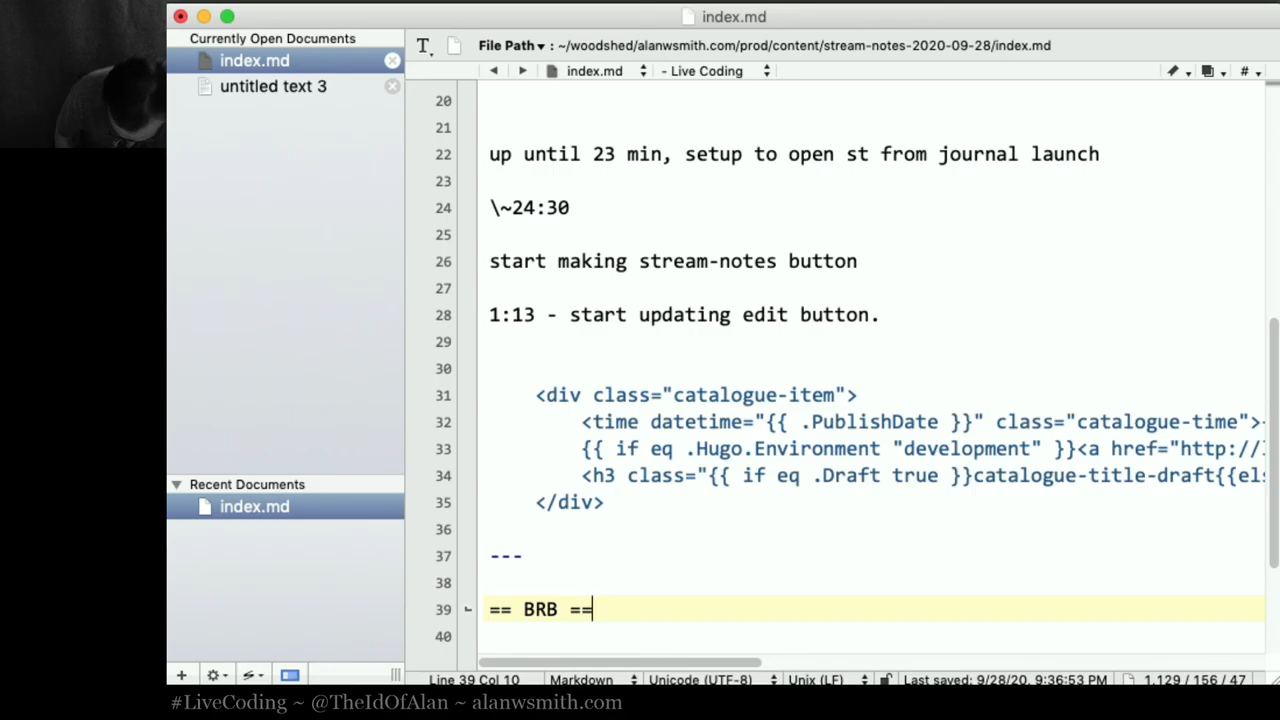 index.md
Currently Open Documents
index.md
untitled text 3
File Path : ~/woodshed/alanwsmith.com/prod/content/stream-notes-2020-09-28/index.md
index.md - Live Coding #
20
21
22 up until 23 min, setup to open st from journal launch
23
24 \~24:30
25
26 start making stream-notes button
27
28 1:13 - start updating edit button.
29
30
31 <div class="catalogue-item">
32 <time datetime="{{ .PublishDate }}" class="catalogue-time">
33 {{ if eq .Hugo.Environment "development" }}<a href="http://
34 <h3 class="{{ if eq .Draft true }}catalogue-title-draft{{els
35 </div>
36
37 ---
38
39 == BRB ==
40
Recent Documents
index.md
Line 39 Col 10 Markdown Unicode (UTF-8) Unix (LF) Last saved: 9/28/20, 9:36:53 PM 1,129 / 156 / 47
#LiveCoding ~ @TheIdOfAlan ~ alanwsmith.com